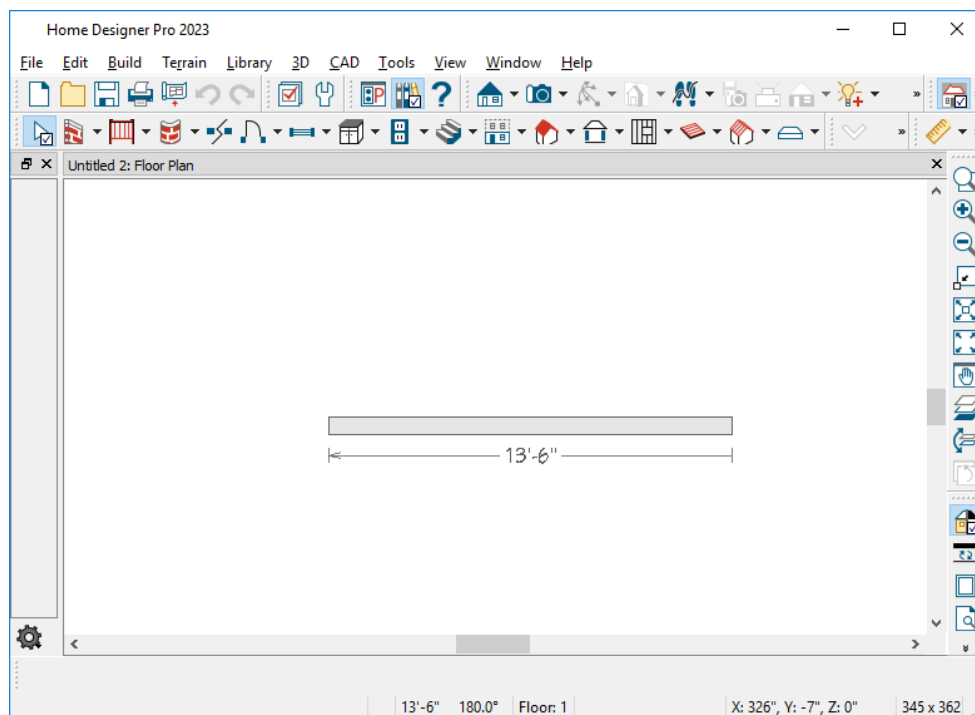 Home Designer Pro 2023
File Edit Build Terrain Library 3D CAD Tools View Window Help
Untitled 2: Floor Plan
13'-6"
13'-6" 180.0° Floor: 1 X: 326", Y: -7", Z: 0" 345 x 362